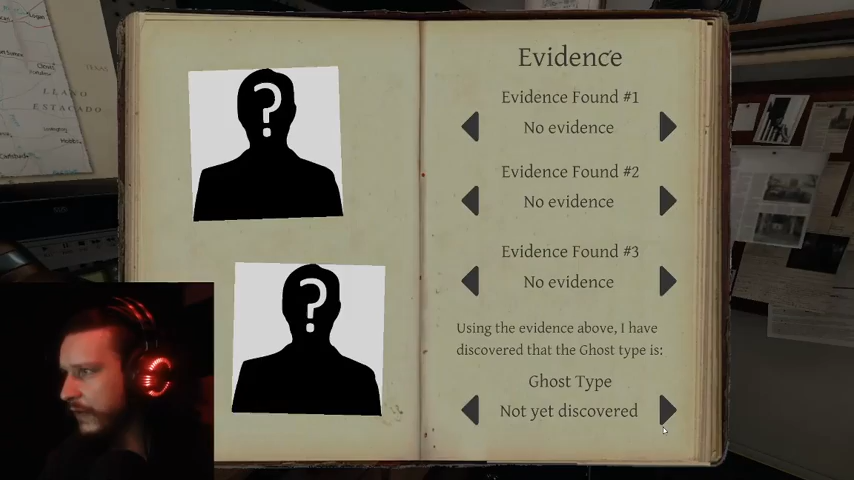 LLANO
ESTACADO
TEXAS
Evidence
Evidence Found #1
No evidence
Evidence Found #2
No evidence
Evidence Found #3
No evidence
Using the evidence above, I have
discovered that the Ghost type is:
Ghost Type
Not yet discovered